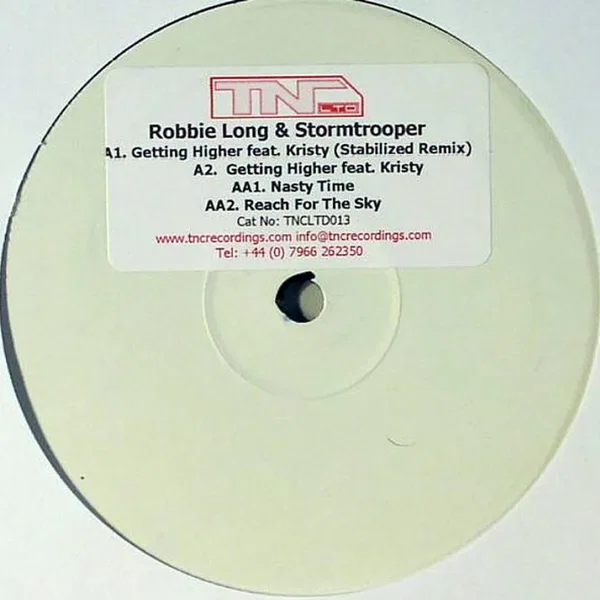 TNC
LTD
Robbie Long & Stormtrooper
A1. Getting Higher feat. Kristy (Stabilized Remix)
A2. Getting Higher feat. Kristy
AA1. Nasty Time
AA2. Reach For The Sky
Cat No: TNCLTD013
www.tncrecordings.com info@tncrecordings.com
Tel: +44 (0) 7966 262350